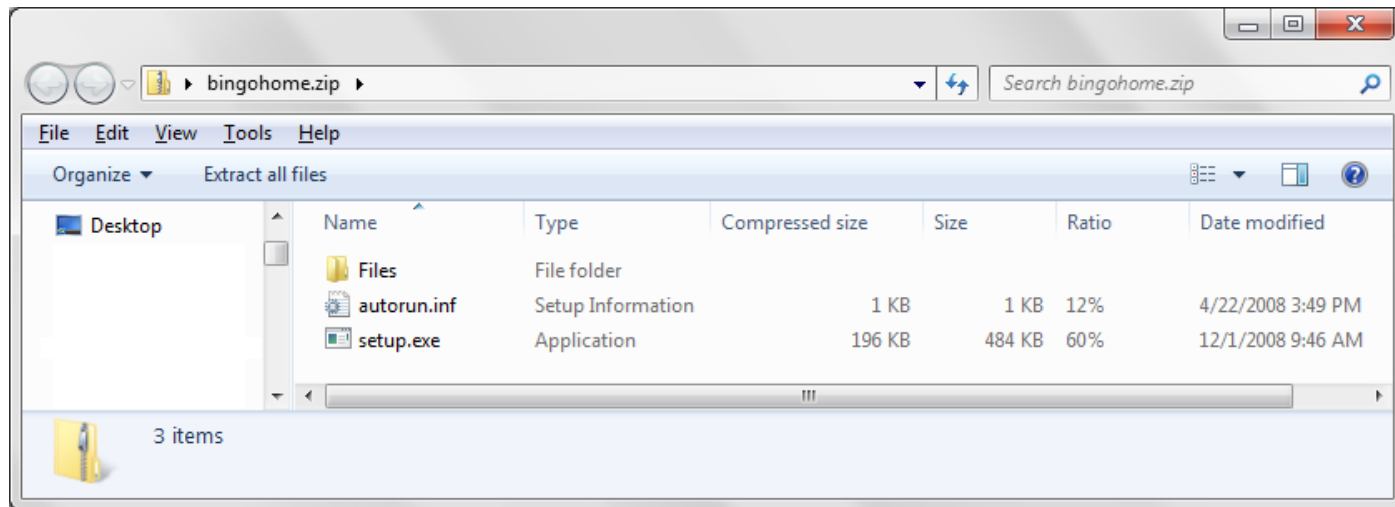 bingohome.zip
Search bingohome.zip
File Edit View Tools Help
Organize Extract all files
Desktop
Name Type Compressed size Size Ratio Date modified
Files File folder
autorun.inf Setup Information 1 KB 1 KB 12% 4/22/2008 3:49 PM
setup.exe Application 196 KB 484 KB 60% 12/1/2008 9:46 AM
3 items